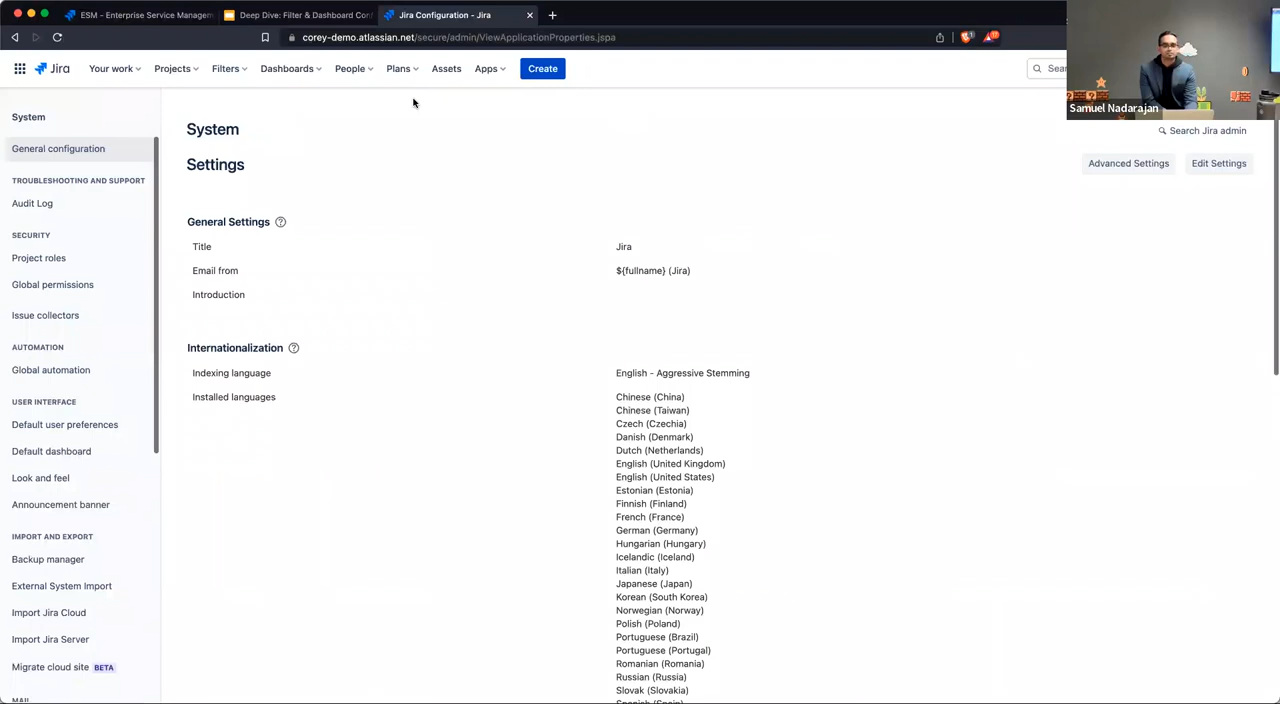 ESM - Enterprise Service Managem
Deep Dive: Filter & Dashboard Con
Jira Configuration - Jira
corey-demo.atlassian.net/secure/admin/ViewApplicationProperties.jspa
Jira
Your work
Projects
Filters
Dashboards
People
Plans
Assets
Apps
Create
Sear
Samuel Nadarajan
System
General configuration
TROUBLESHOOTING AND SUPPORT
Audit Log
SECURITY
Project roles
Global permissions
Issue collectors
AUTOMATION
Global automation
USER INTERFACE
Default user preferences
Default dashboard
Look and feel
Announcement banner
IMPORT AND EXPORT
Backup manager
External System Import
Import Jira Cloud
Import Jira Server
Migrate cloud site BETA
MAIL
System
Search Jira admin
Settings
Advanced Settings
Edit Settings
General Settings
Title Jira
Email from ${fullname} (Jira)
Introduction
Internationalization
Indexing language English - Aggressive Stemming
Installed languages Chinese (China)
Chinese (Taiwan)
Czech (Czechia)
Danish (Denmark)
Dutch (Netherlands)
English (United Kingdom)
English (United States)
Estonian (Estonia)
Finnish (Finland)
French (France)
German (Germany)
Hungarian (Hungary)
Icelandic (Iceland)
Italian (Italy)
Japanese (Japan)
Korean (South Korea)
Norwegian (Norway)
Polish (Poland)
Portuguese (Brazil)
Portuguese (Portugal)
Romanian (Romania)
Russian (Russia)
Slovak (Slovakia)
Spanish (Spain)